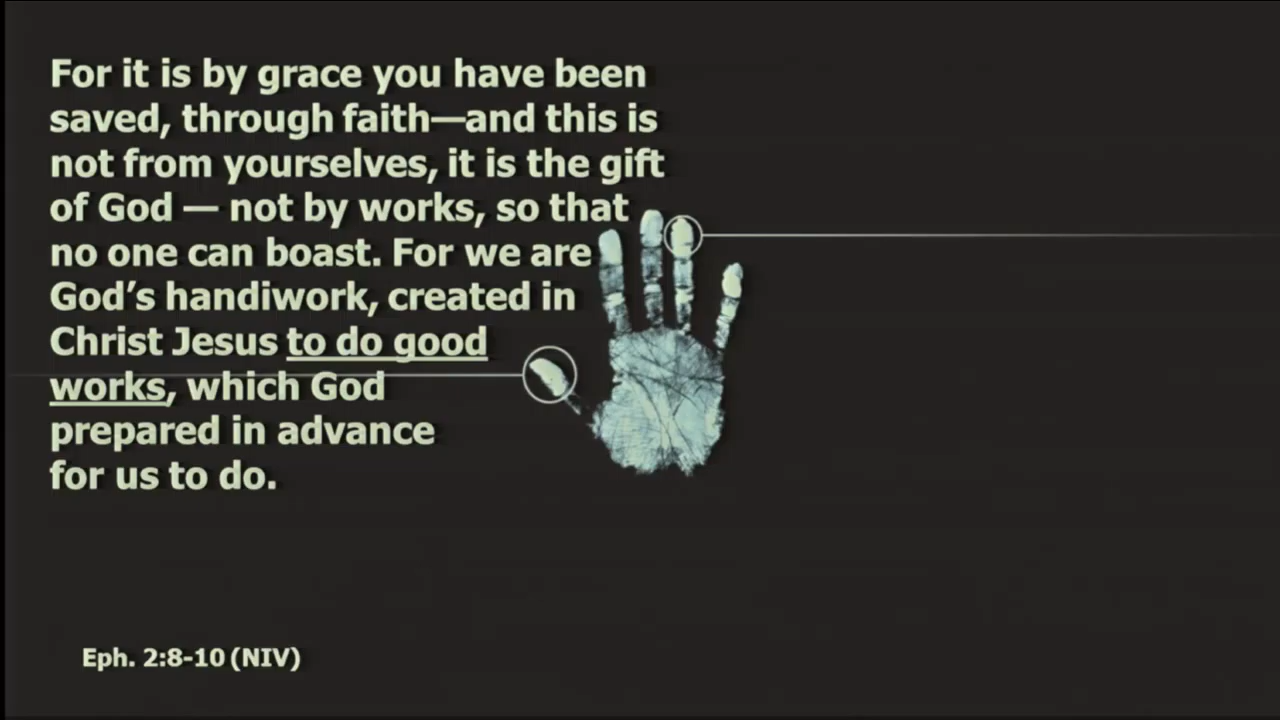 For it is by grace you have been
saved, through faith—and this is
not from yourselves, it is the gift
of God — not by works, so that
no one can boast. For we are
God’s handiwork, created in
Christ Jesus to do good
works, which God
prepared in advance
for us to do.
Eph. 2:8-10 (NIV)